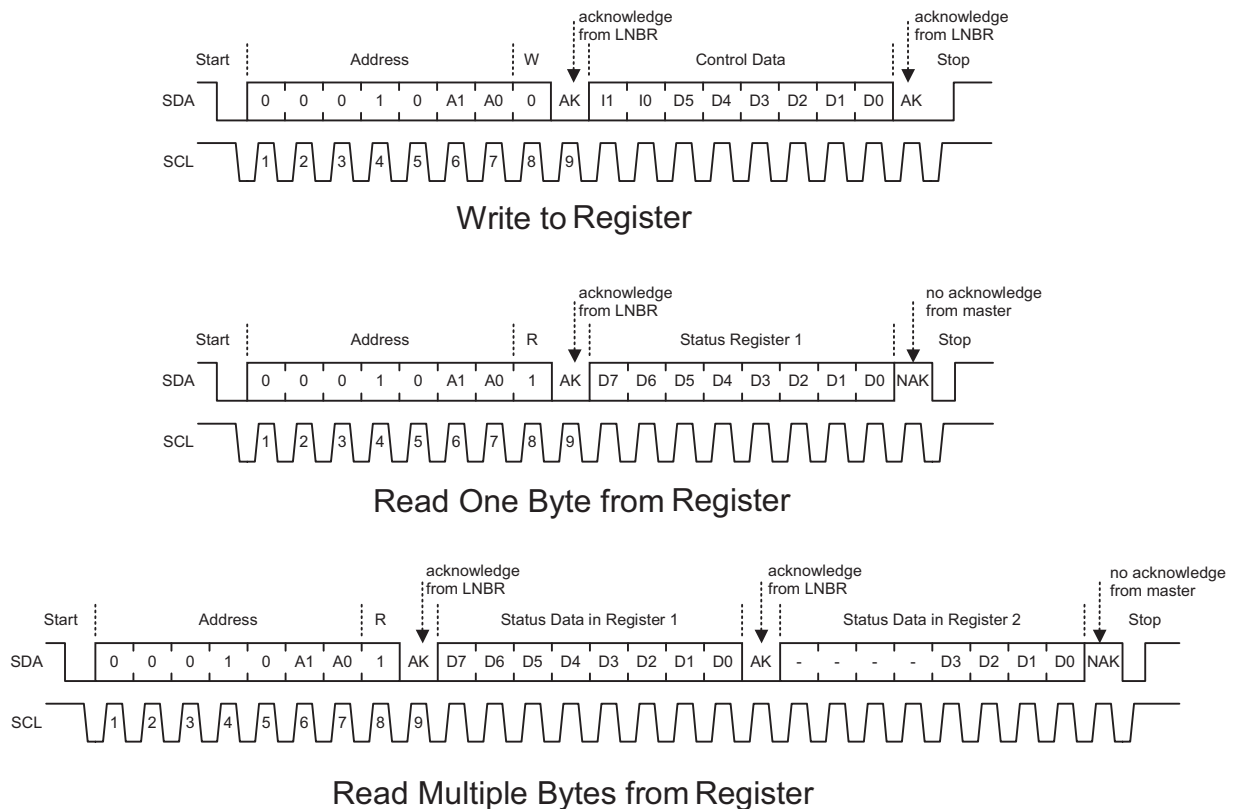 acknowledge from LNBR acknowledge from LNBR
Start Address W Control Data Stop
SDA 0 0 0 1 0 A1 A0 0 AK I1 I0 D5 D4 D3 D2 D1 D0 AK
SCL 1 2 3 4 5 6 7 8 9
Write to Register
acknowledge from LNBR no acknowledge from master
Start Address R Status Register 1 Stop
SDA 0 0 0 1 0 A1 A0 1 AK D7 D6 D5 D4 D3 D2 D1 D0 NAK
SCL 1 2 3 4 5 6 7 8 9
Read One Byte from Register
acknowledge from LNBR acknowledge from LNBR no acknowledge from master
Start Address R Status Data in Register 1 Status Data in Register 2 Stop
SDA 0 0 0 1 0 A1 A0 1 AK D7 D6 D5 D4 D3 D2 D1 D0 AK - - - - D3 D2 D1 D0 NAK
SCL 1 2 3 4 5 6 7 8 9
Read Multiple Bytes from Register